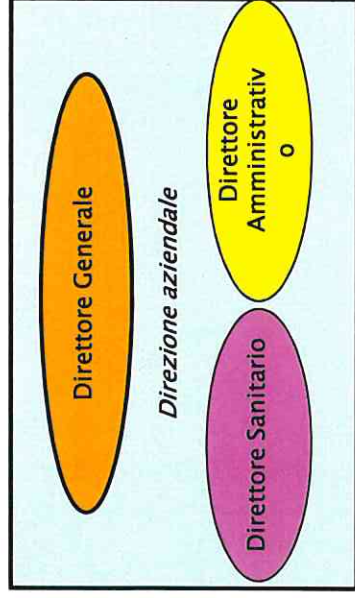 Direttore Generale
Direzione aziendale
Direttore Sanitario
Direttore
Amministrativ
o